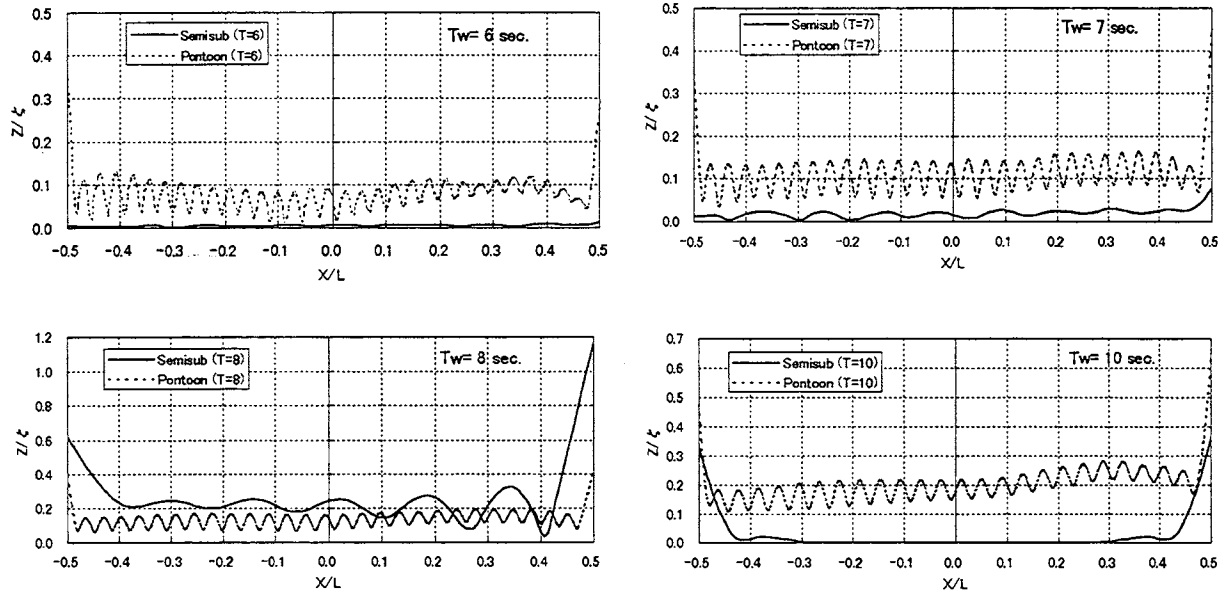 0.5
0.4
0.3
0.2
0.1
0.0
Z/ξ
Semisub (T=6)
Pontoon (T=6)
Tw= 6 sec.
-0.5 -0.4 -0.3 -0.2 -0.1 0.0 0.1 0.2 0.3 0.4 0.5
X/L
0.5
0.4
0.3
0.2
0.1
0.0
Z/ξ
Semisub (T=7)
Pontoon (T=7)
Tw= 7 sec.
-0.5 -0.4 -0.3 -0.2 -0.1 0.0 0.1 0.2 0.3 0.4 0.5
X/L
1.2
1.0
0.8
0.6
0.4
0.2
0.0
Z/ξ
Semisub (T=8)
Pontoon (T=8)
Tw= 8 sec.
-0.5 -0.4 -0.3 -0.2 -0.1 0.0 0.1 0.2 0.3 0.4 0.5
X/L
0.7
0.6
0.5
0.4
0.3
0.2
0.1
0.0
Z/ξ
Semisub (T=10)
Pontoon (T=10)
Tw= 10 sec.
-0.5 -0.4 -0.3 -0.2 -0.1 0.0 0.1 0.2 0.3 0.4 0.5
X/L